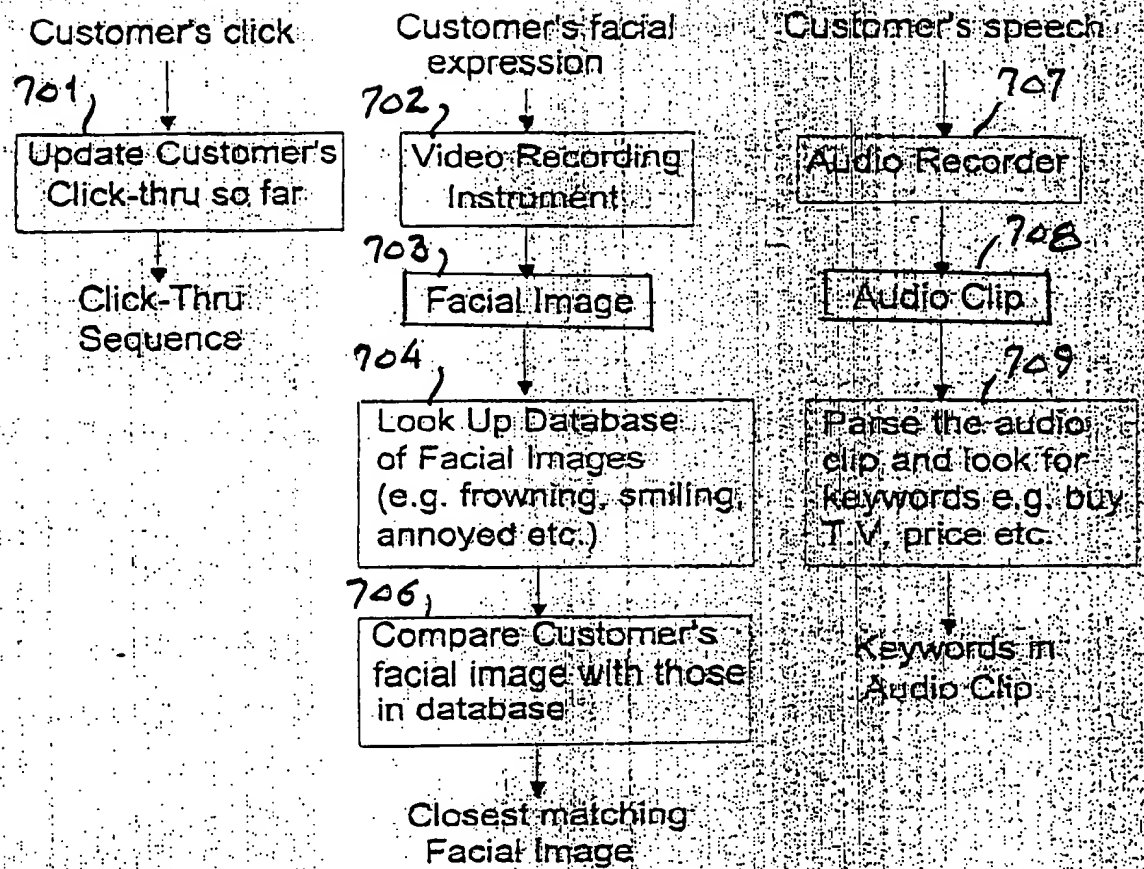 Customer's click
701
Update Customer's
Click-thru so far
Click-Thru
Sequence
Customer's facial
expression
702
Video Recording
Instrument
703
Facial Image
704
Look Up Database
of Facial Images
(e.g. frowning, smiling,
annoyed etc.)
706
Compare Customer's
facial image with those
in database
Closest matching
Facial Image
Customer's speech
707
Audio Recorder
708
Audio Clip
709
Parse the audio
clip and look for
keywords e.g. buy
T.V, price etc.
Keywords in
Audio Clip